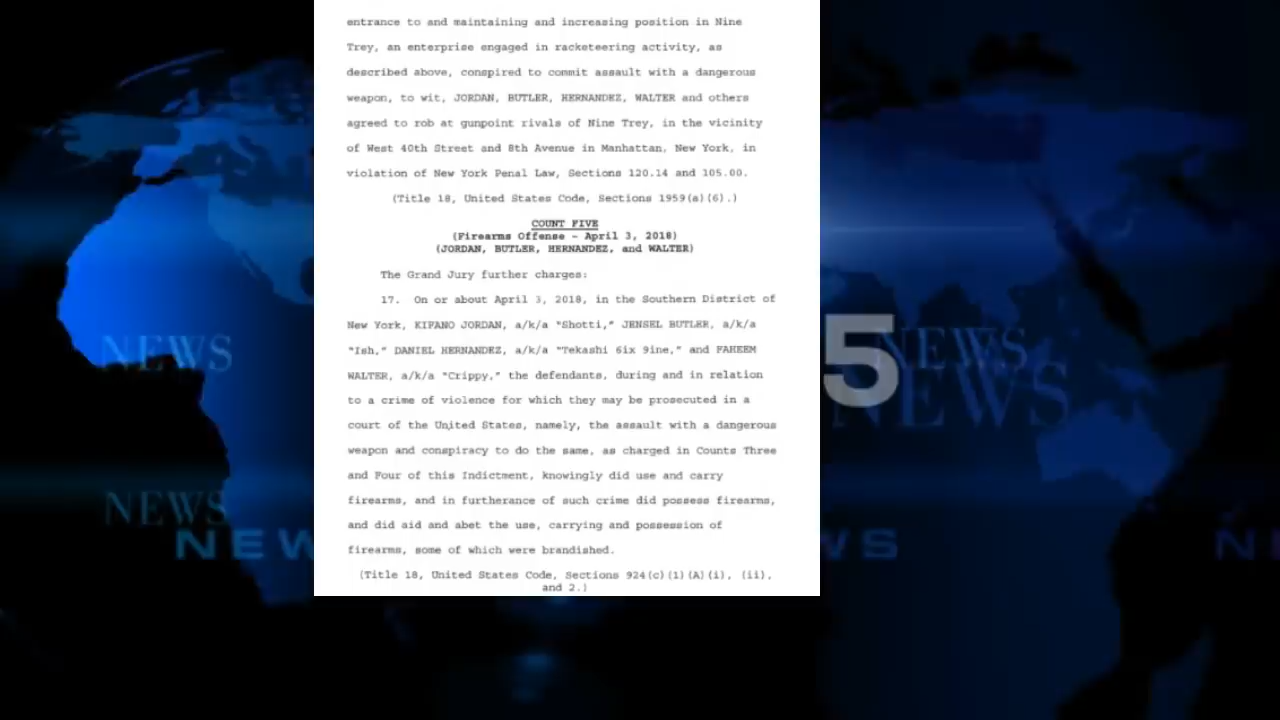 entrance to and maintaining and increasing position in Nine
Trey, an enterprise engaged in racketeering activity, as
described above, conspired to commit assault with a dangerous
weapon, to wit, JORDAN, BUTLER, HERNANDEZ, WALTER and others
agreed to rob at gunpoint rivals of Nine Trey, in the vicinity
of West 40th Street and 8th Avenue in Manhattan, New York, in
violation of New York Penal Law, Sections 120.14 and 105.00.
(Title 18, United States Code, Sections 1959(a)(6).)
COUNT FIVE
(Firearms Offense – April 3, 2018)
(JORDAN, BUTLER, HERNANDEZ, and WALTER)
The Grand Jury further charges:
17. On or about April 3, 2018, in the Southern District of
New York, KIFANO JORDAN, a/k/a “Shotti,” JENSEL BUTLER, a/k/a
“Ish,” DANIEL HERNANDEZ, a/k/a “Tekashi 6ix 9ine,” and FAHEEM
WALTER, a/k/a “Crippy,” the defendants, during and in relation
to a crime of violence for which they may be prosecuted in a
court of the United States, namely, the assault with a dangerous
weapon and conspiracy to do the same, as charged in Counts Three
and Four of this Indictment, knowingly did use and carry
firearms, and in furtherance of such crime did possess firearms,
and did aid and abet the use, carrying and possession of
firearms, some of which were brandished.
(Title 18, United States Code, Sections 924(c)(1)(A)(i), (ii),
and 2.)
NEWS
NEWS
NEW
5
NEWS
NEWS
WS
N